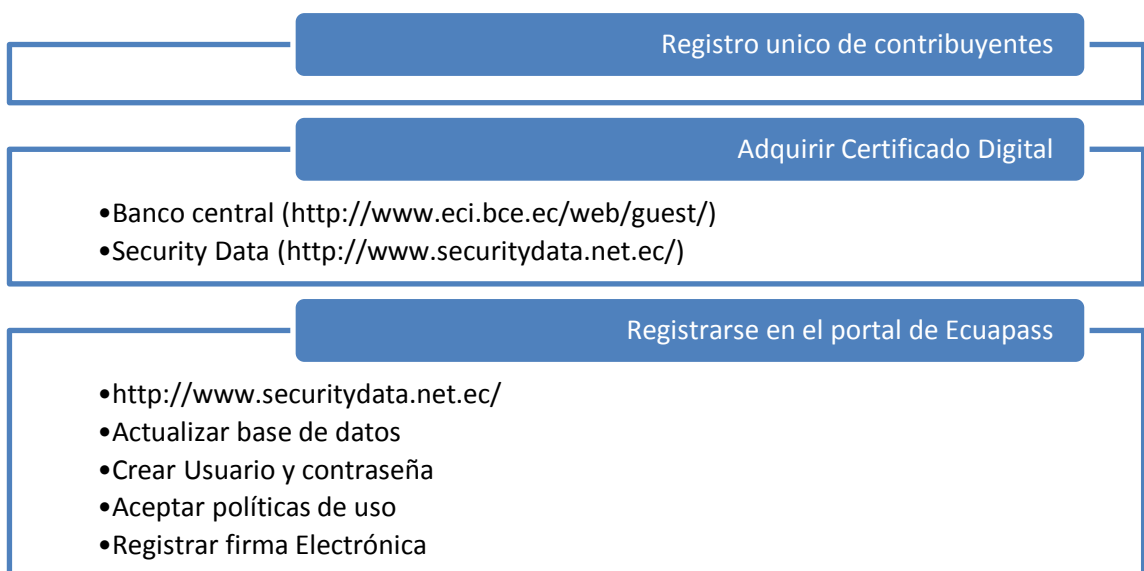 Registro unico de contribuyentes
Adquirir Certificado Digital
•Banco central (http://www.eci.bce.ec/web/guest/)
•Security Data (http://www.securitydata.net.ec/)
Registrarse en el portal de Ecuapass
•http://www.securitydata.net.ec/
•Actualizar base de datos
•Crear Usuario y contraseña
•Aceptar políticas de uso
•Registrar firma Electrónica